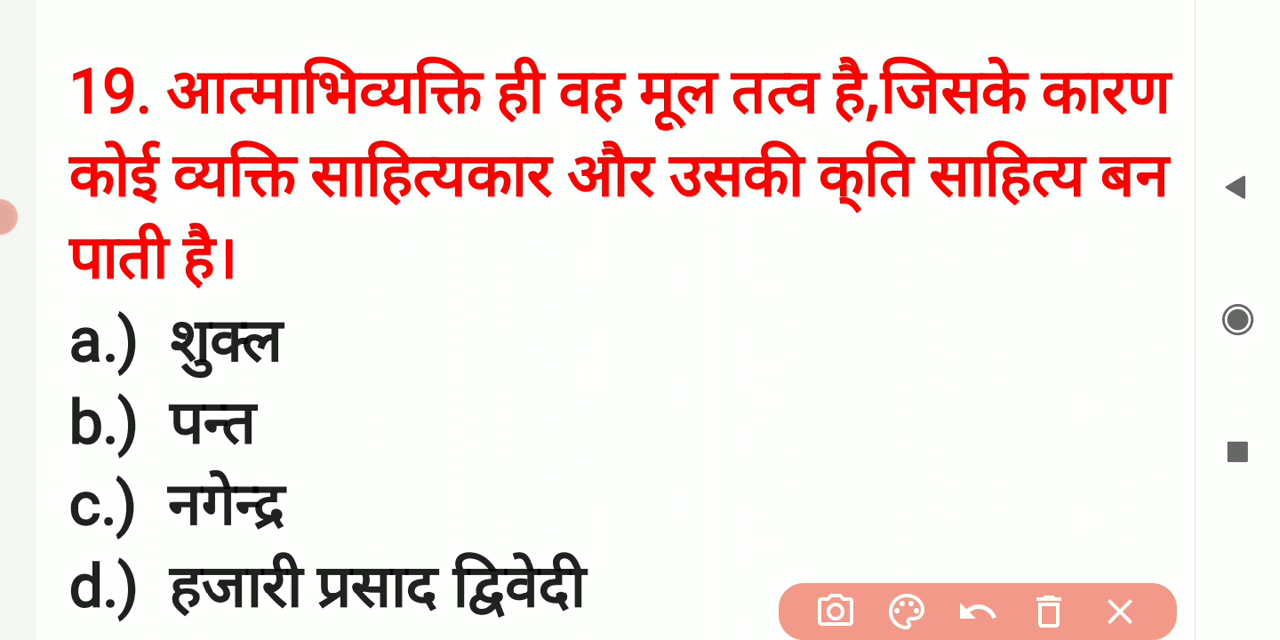 19. आत्माभिव्यक्ति ही वह मूल तत्व है,जिसके कारण
कोई व्यक्ति साहित्यकार और उसकी क्ति साहित्य बन
पाती है।
a.) शुक्ल
b.) पन्त
c.) नगेन्द्र
d.) हजारी प्रसाद द्विवेदी